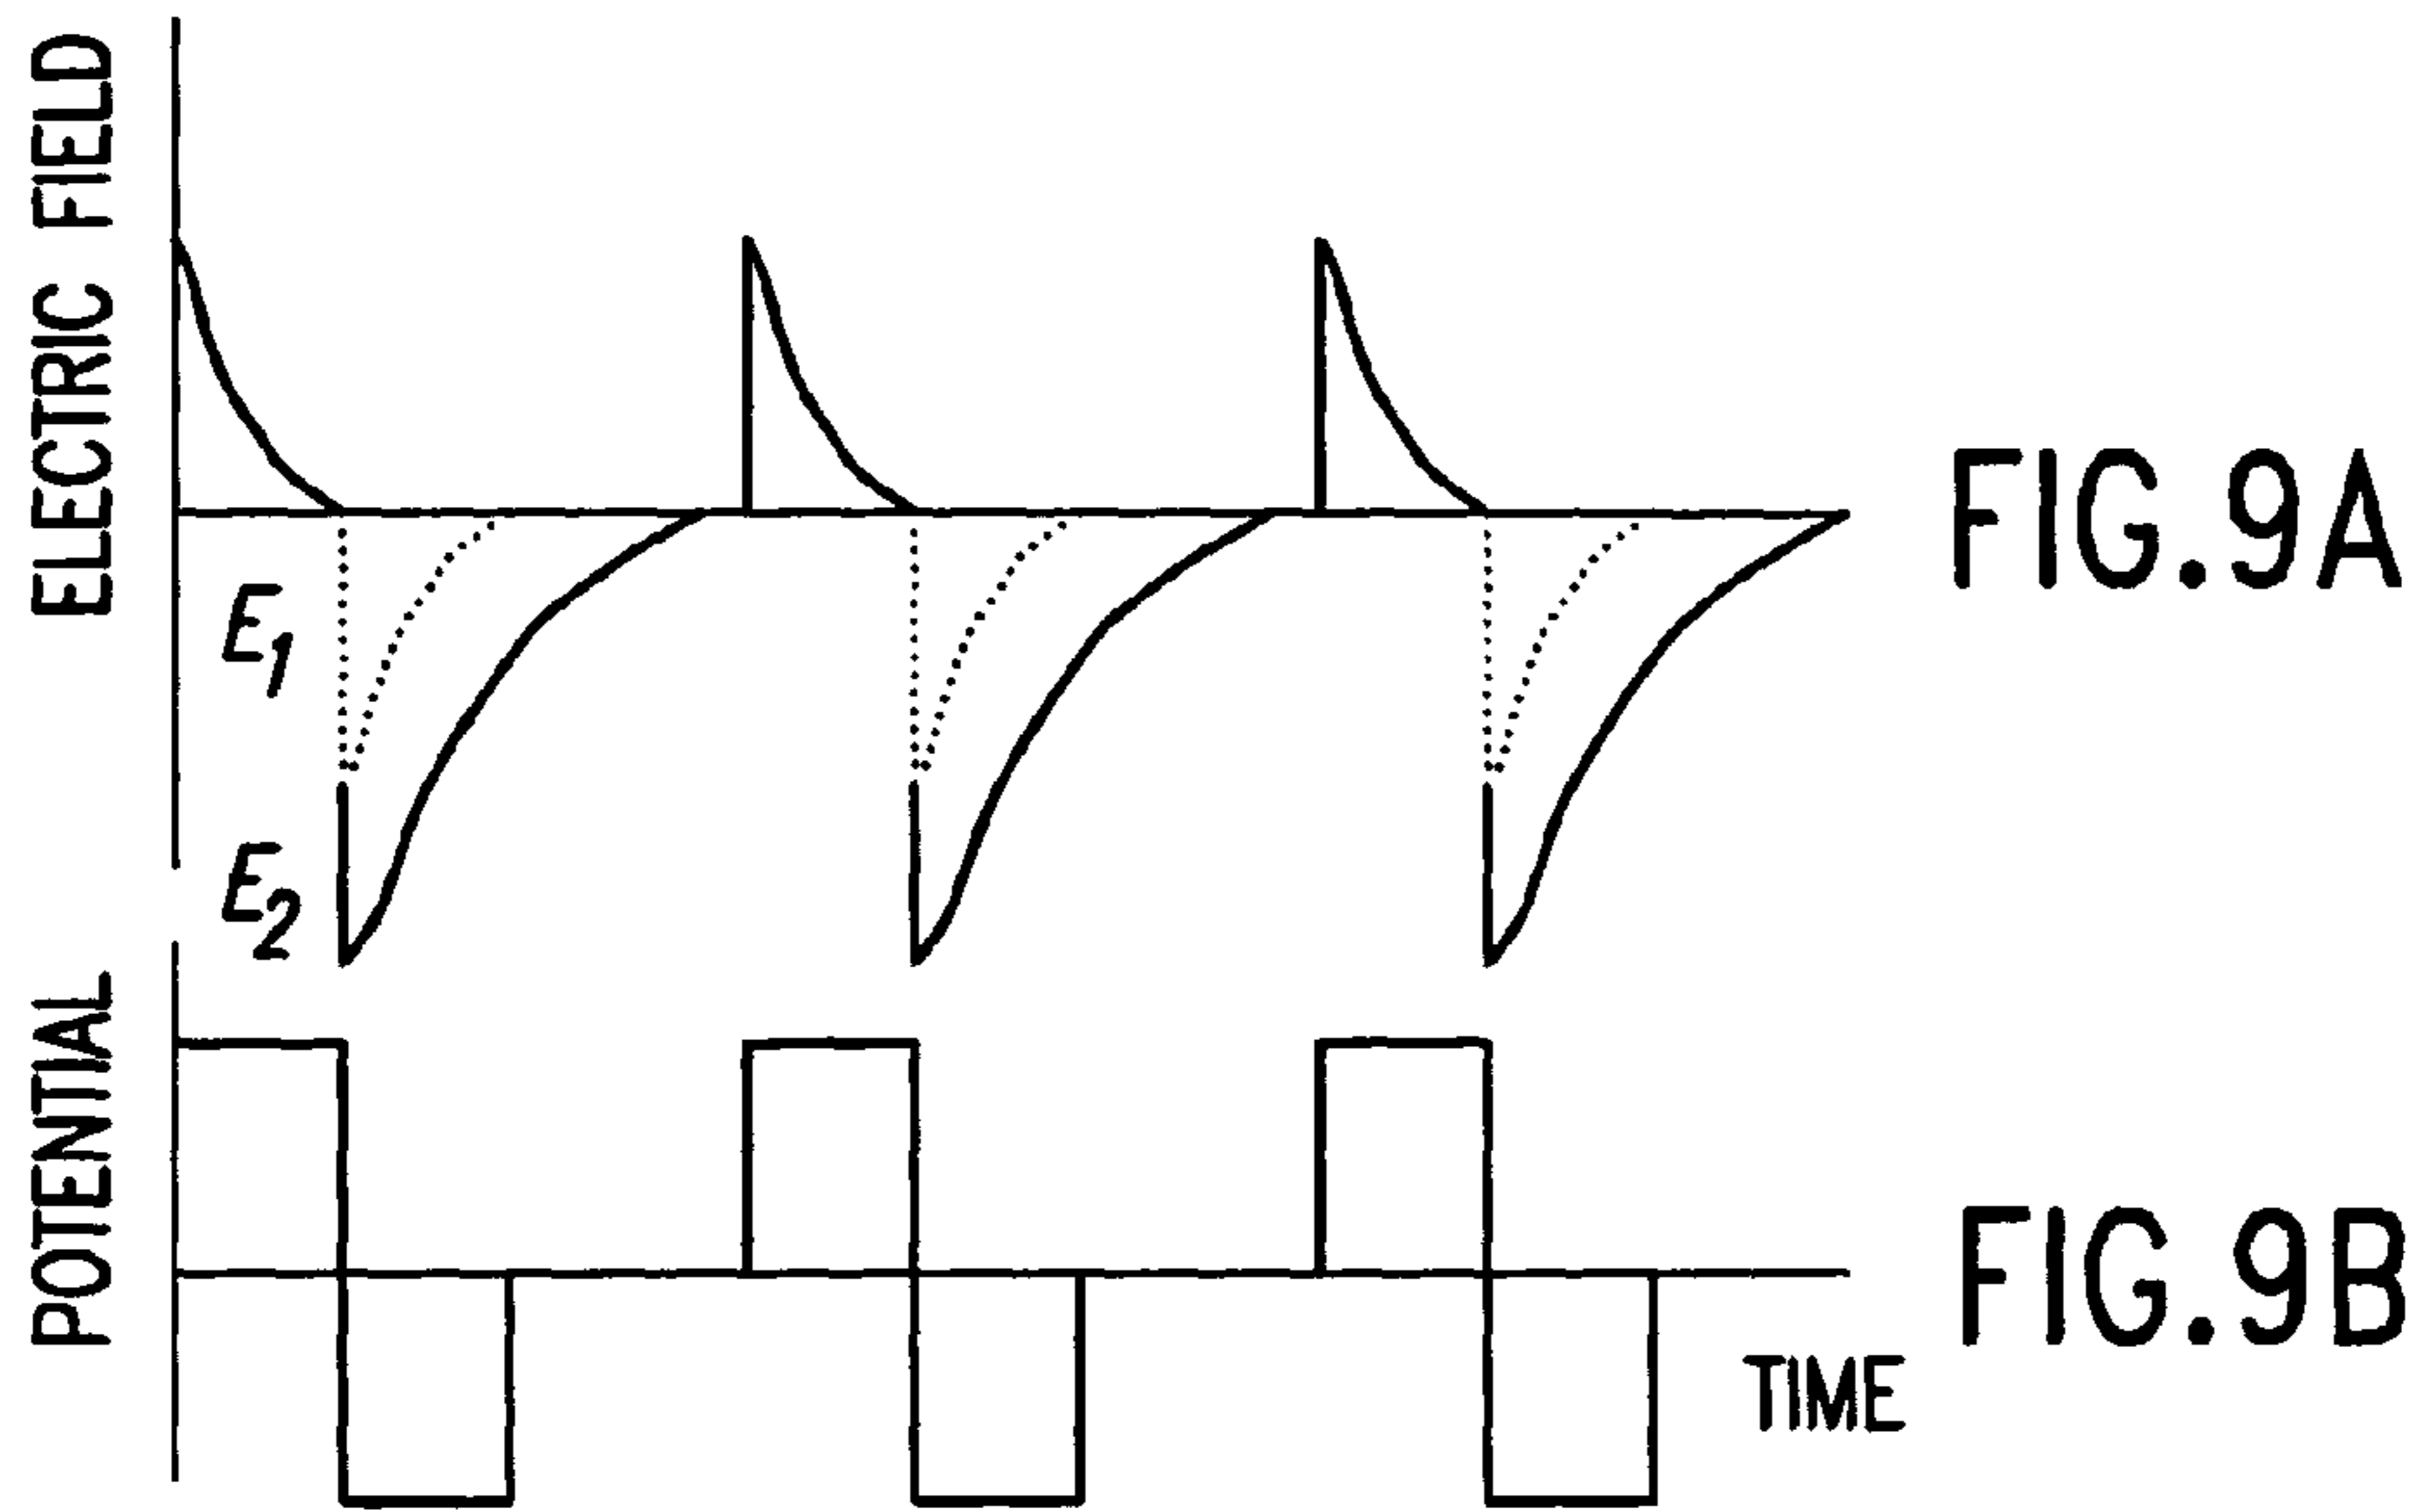 ELECTRIC FIELD
E1
E2
FIG.9A
POTENTIAL
TIME
FIG.9B